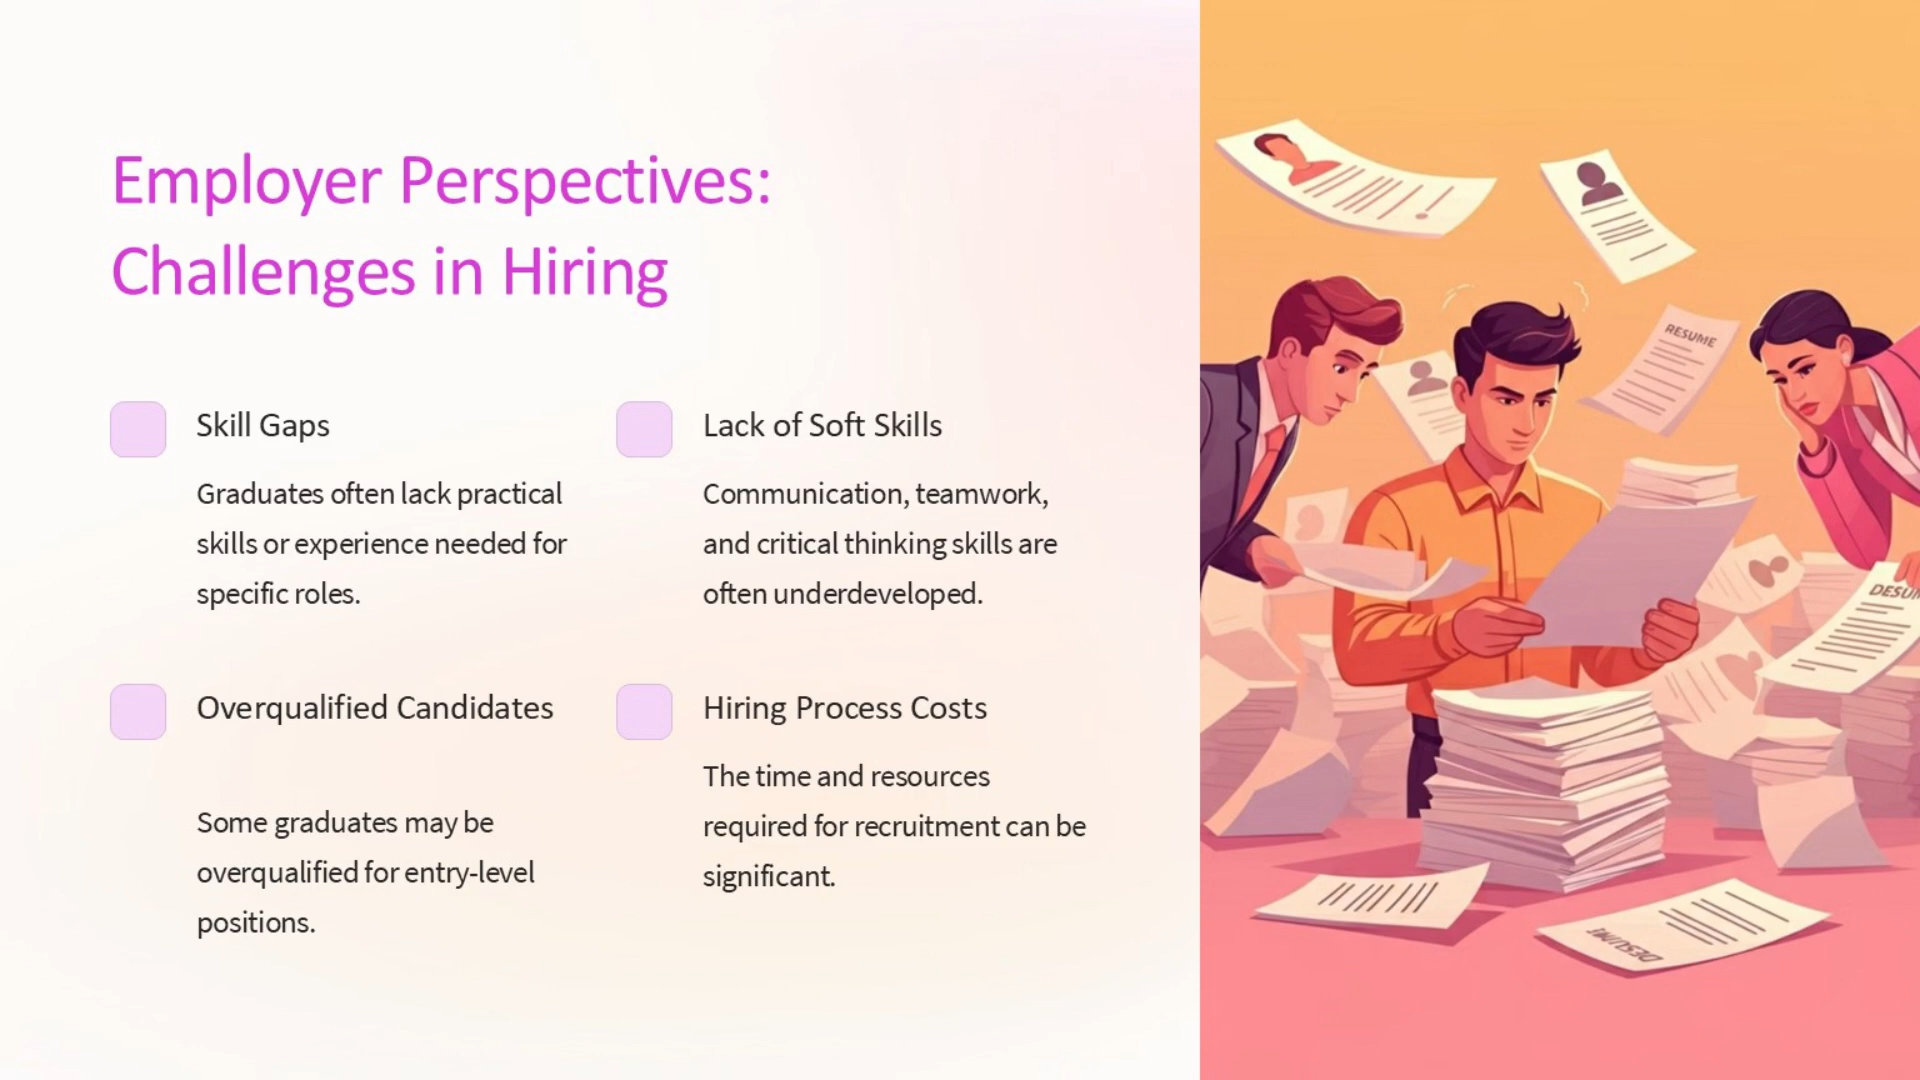 Employer Perspectives:
Challenges in Hiring
Skill Gaps
Graduates often lack practical
skills or experience needed for
specific roles.
Lack of Soft Skills
Communication, teamwork,
and critical thinking skills are
often underdeveloped.
Overqualified Candidates
Some graduates may be
overqualified for entry-level
positions.
Hiring Process Costs
The time and resources
required for recruitment can be
significant.
RESUME